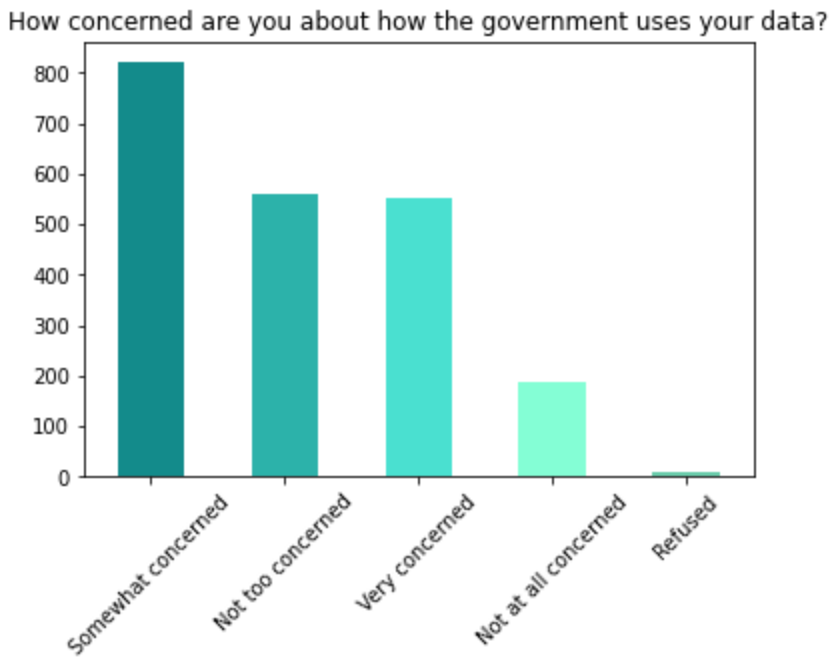 How concerned are you about how the government uses your data?
800
700
600
500
400
300
200
100
0
Somewhat concerned
Not too concerned
Very concerned
Not at all concerned
Refused